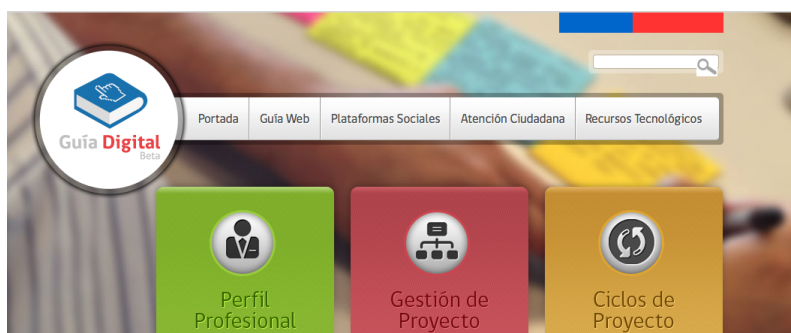 Portada
Guía Web
Plataformas Sociales
Atención Ciudadana
Recursos Tecnológicos
Guía Digital
Beta
Perfil
Profesional
Gestión de
Proyecto
Ciclos de
Proyecto